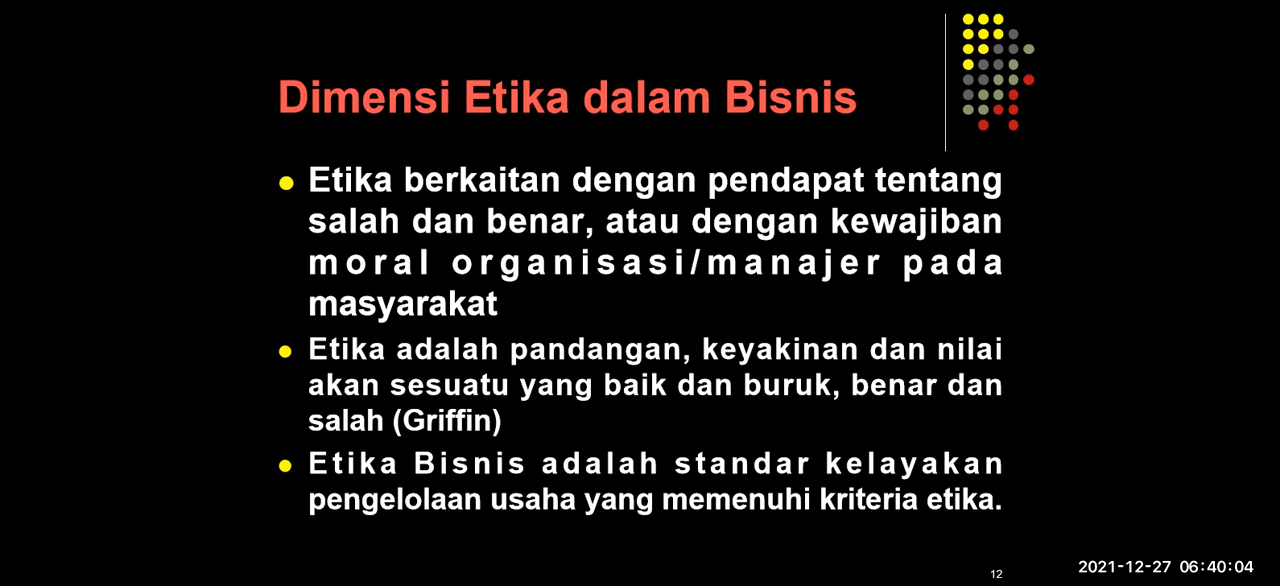 Dimensi Etika dalam Bisnis
Etika berkaitan dengan pendapat tentang
salah dan benar, atau dengan kewajiban
moral organisasi/manajer pada
masyarakat
Etika adalah pandangan, keyakinan dan nilai
akan sesuatu yang baik dan buruk, benar dan
salah (Griffin)
Etika Bisnis adalah standar kelayakan
pengelolaan usaha yang memenuhi kriteria etika.
12
2021-12-27 06:40:04